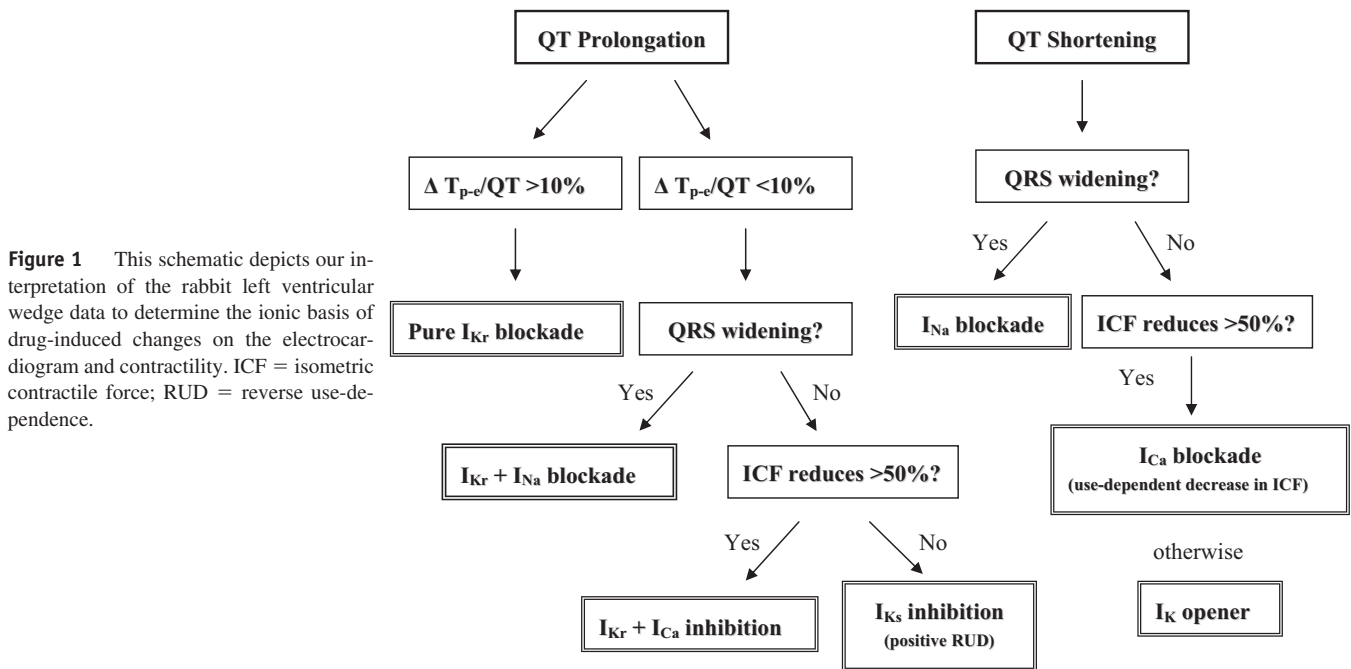 QT Prolongation
QT Shortening
Δ Tp-e/QT >10%
Δ Tp-e/QT <10%
QRS widening?
Yes
No
Pure IKr blockade
QRS widening?
INa blockade
ICF reduces >50%?
Yes
No
Yes
IKr + INa blockade
ICF reduces >50%?
ICa blockade
(use-dependent decrease in ICF)
Yes
No
otherwise
IKr + ICa inhibition
IKs inhibition
(positive RUD)
IK opener
Figure 1 This schematic depicts our in-
terpretation of the rabbit left ventricular
wedge data to determine the ionic basis of
drug-induced changes on the electrocar-
diogram and contractility. ICF = isometric
contractile force; RUD = reverse use-de-
pendence.